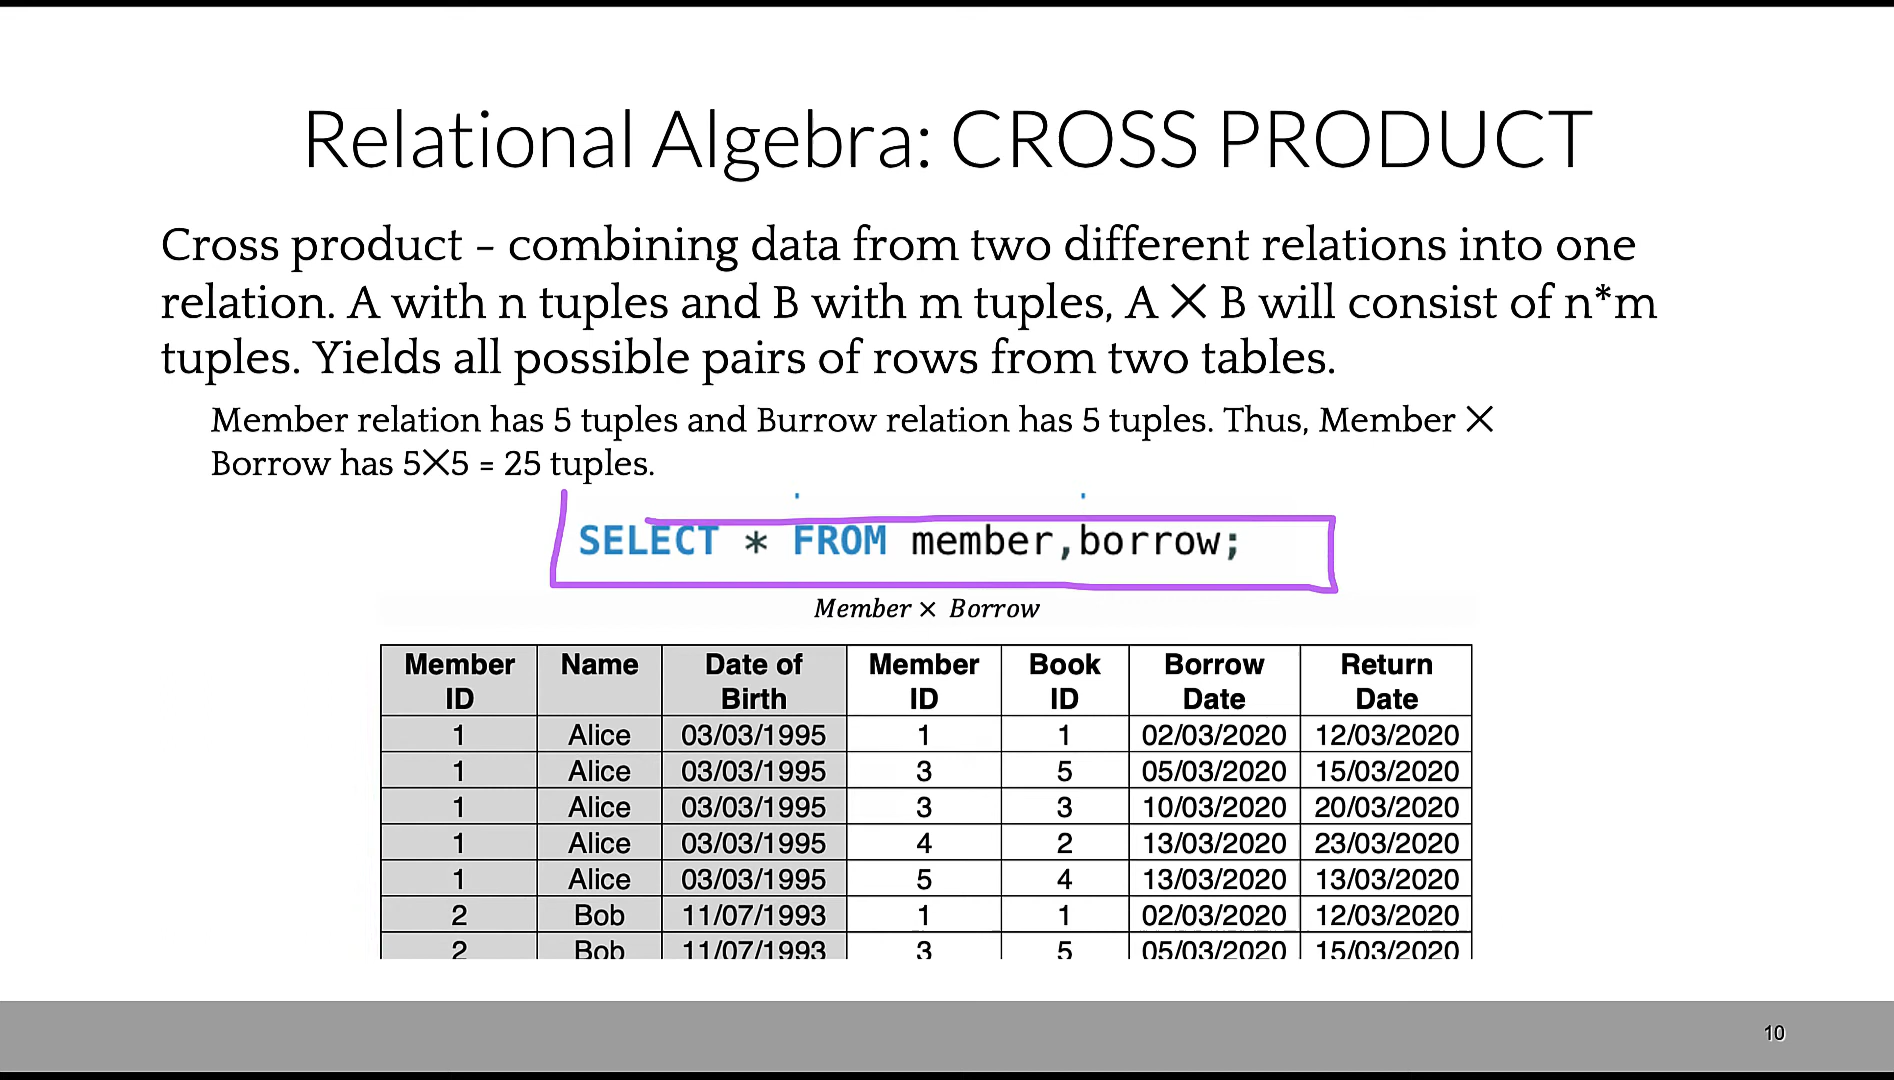 Relational Algebra: CROSS PRODUCT
Cross product – combining data from two different relations into one
relation. A with n tuples and B with m tuples, A ✕ B will consist of n*m
tuples. Yields all possible pairs of rows from two tables.
Member relation has 5 tuples and Burrow relation has 5 tuples. Thus, Member ✕
Borrow has 5✕5 = 25 tuples.
SELECT * FROM member,borrow;
Member × Borrow
Member ID Name Date of Birth Member ID Book ID Borrow Date Return Date
1 Alice 03/03/1995 1 1 02/03/2020 12/03/2020
1 Alice 03/03/1995 3 5 05/03/2020 15/03/2020
1 Alice 03/03/1995 3 3 10/03/2020 20/03/2020
1 Alice 03/03/1995 4 2 13/03/2020 23/03/2020
1 Alice 03/03/1995 5 4 13/03/2020 13/03/2020
2 Bob 11/07/1993 1 1 02/03/2020 12/03/2020
2 Bob 11/07/1993 3 5 05/03/2020 15/03/2020
10